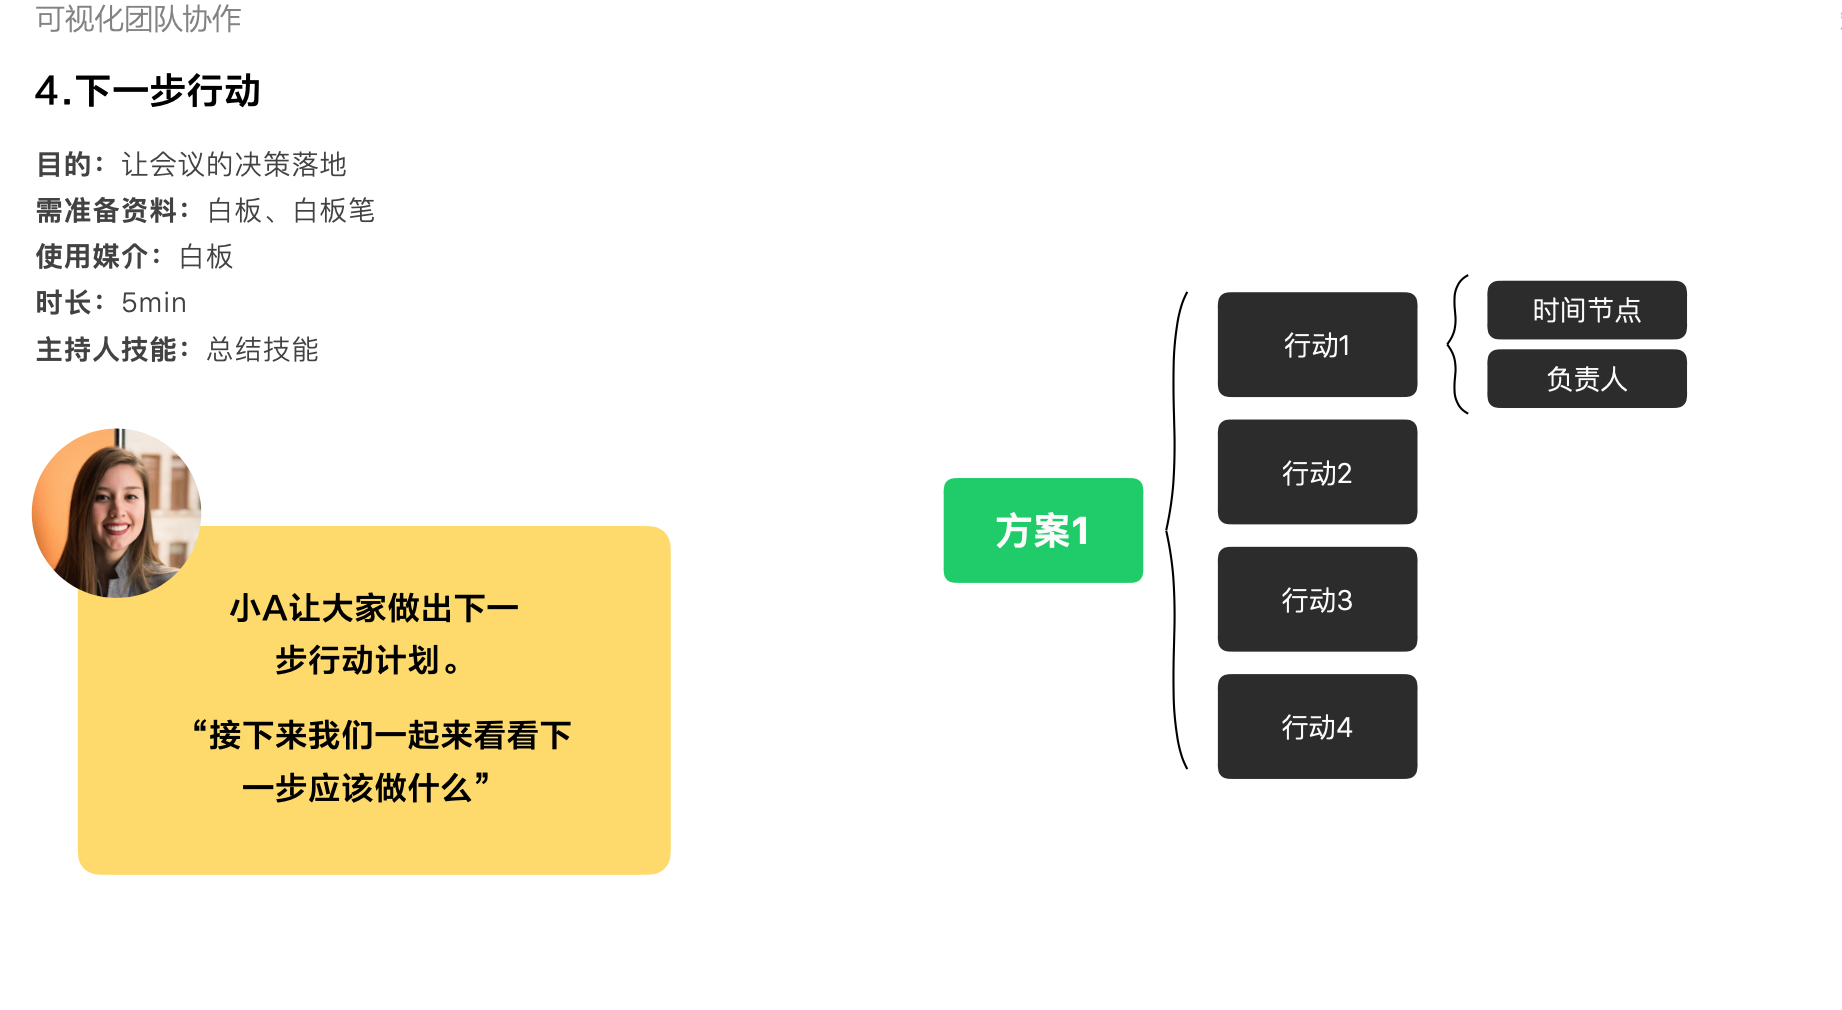 可视化团队协作
4.下一步行动
目的：让会议的决策落地
需准备资料：白板、白板笔
使用媒介：白板
时长：5min
主持人技能：总结技能
小A让大家做出下一
步行动计划。
“接下来我们一起来看看下
一步应该做什么”
方案1
行动1
时间节点
负责人
行动2
行动3
行动4